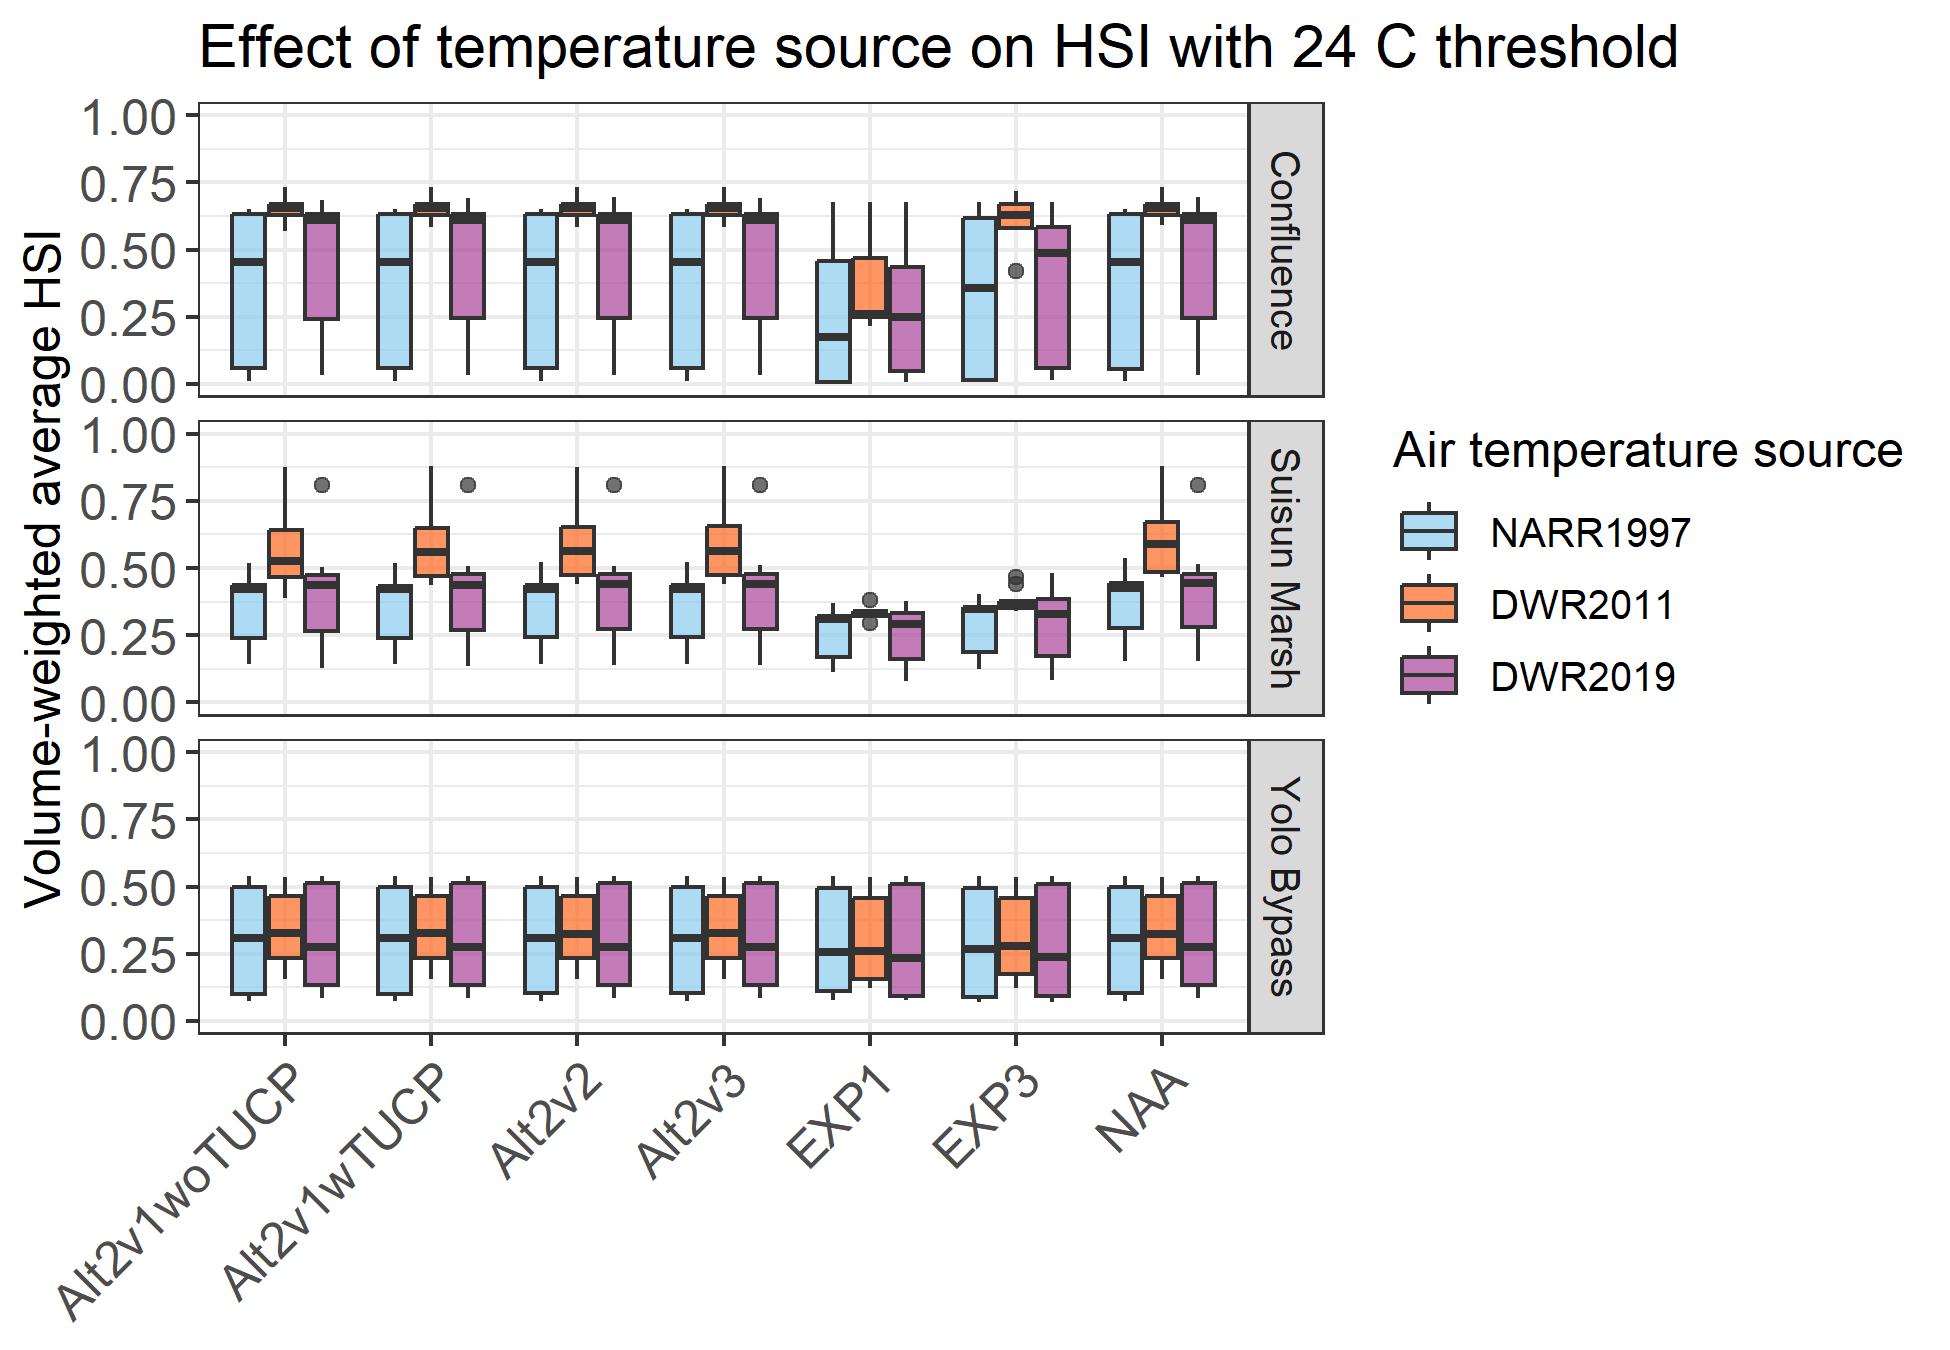 Effect of temperature source on HSI with 24 C threshold
Volume-weighted average HSI
1.00
0.75
0.50
0.25
0.00
Confluence
1.00
0.75
0.50
0.25
0.00
Suisun Marsh
1.00
0.75
0.50
0.25
0.00
Yolo Bypass
Alt2v1woTUCP
Alt2v1wTUCP
Alt2v2
Alt2v3
EXP1
EXP3
NAA
Air temperature source
NARR1997
DWR2011
DWR2019